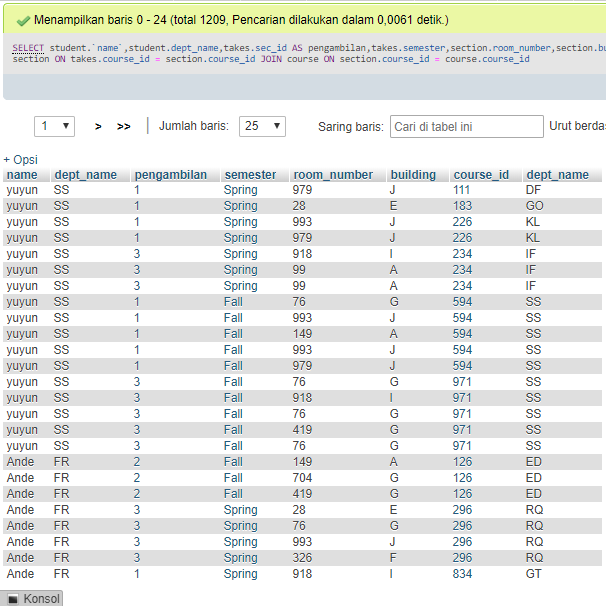 Menampilkan baris 0 - 24 (total 1209, Pencarian dilakukan dalam 0,0061 detik.)
SELECT student.`name`,student.dept_name,takes.sec_id AS pengambilan,takes.semester,section.room_number,section.bu
section ON takes.course_id = section.course_id JOIN course ON section.course_id = course.course_id
1 ▼ > >> Jumlah baris: 25 ▼ Saring baris: Cari di tabel ini Urut berdas
+ Opsi
name dept_name pengambilan semester room_number building course_id dept_name
yuyun SS 1 Spring 979 J 111 DF
yuyun SS 1 Spring 28 E 183 GO
yuyun SS 1 Spring 993 J 226 KL
yuyun SS 1 Spring 979 J 226 KL
yuyun SS 3 Spring 918 I 234 IF
yuyun SS 3 Spring 99 A 234 IF
yuyun SS 3 Spring 99 A 234 IF
yuyun SS 1 Fall 76 G 594 SS
yuyun SS 1 Fall 993 J 594 SS
yuyun SS 1 Fall 149 A 594 SS
yuyun SS 1 Fall 993 J 594 SS
yuyun SS 1 Fall 979 J 594 SS
yuyun SS 3 Fall 76 G 971 SS
yuyun SS 3 Fall 918 I 971 SS
yuyun SS 3 Fall 76 G 971 SS
yuyun SS 3 Fall 419 G 971 SS
yuyun SS 3 Fall 76 G 971 SS
Ande FR 2 Fall 149 A 126 ED
Ande FR 2 Fall 704 G 126 ED
Ande FR 2 Fall 419 G 126 ED
Ande FR 3 Spring 28 E 296 RQ
Ande FR 3 Spring 76 G 296 RQ
Ande FR 3 Spring 993 J 296 RQ
Ande FR 3 Spring 326 F 296 RQ
Ande FR 1 Spring 918 I 834 GT
Konsol